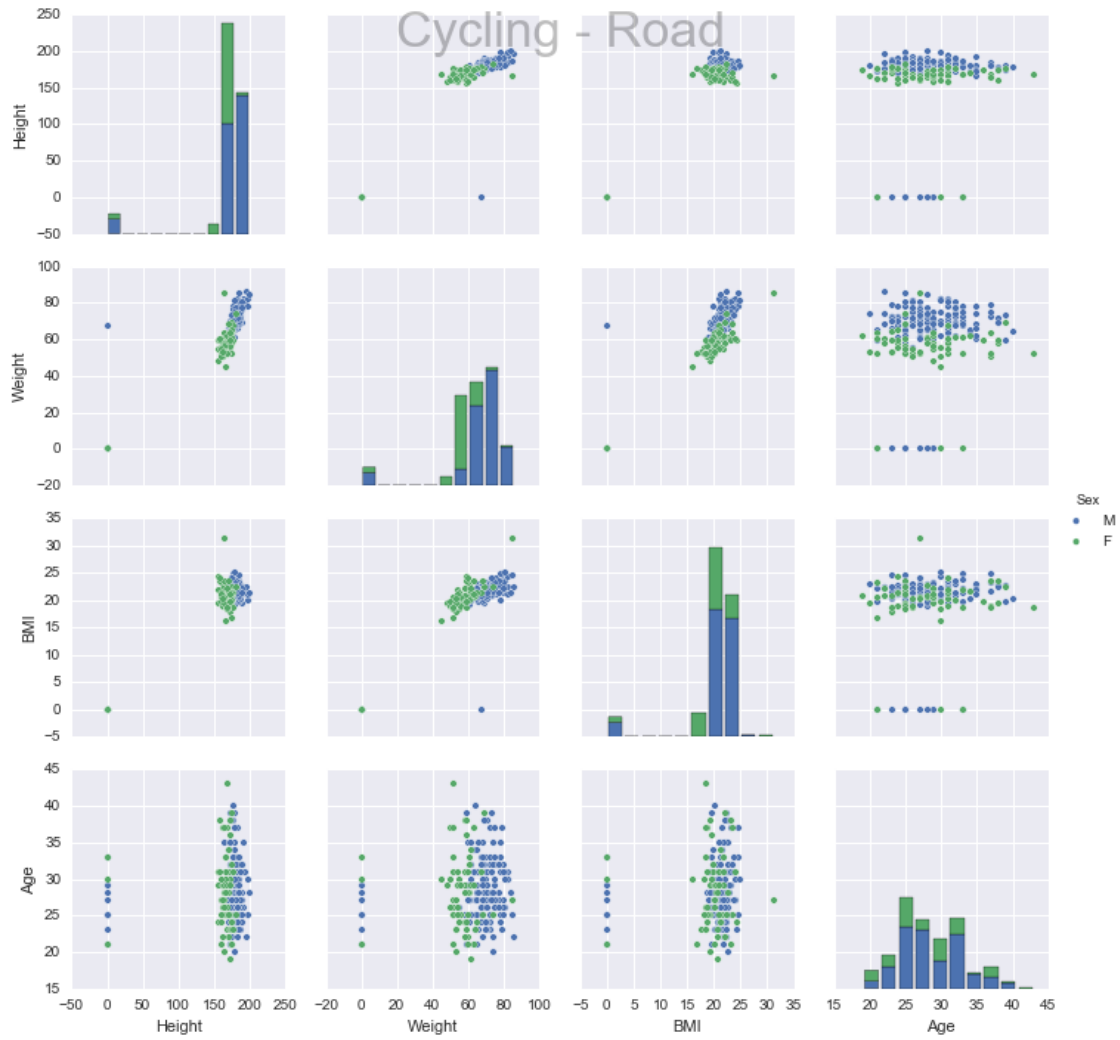 Cycling - Road
250
200
150
100
50
0
−50
Height
100
80
60
40
20
0
−20
Weight
Sex
M
F
35
30
25
20
15
10
5
0
−5
BMI
45
40
35
30
25
20
15
Age
−50 0 50 100 150 200 250
−20 0 20 40 60 80 100
−5 0 5 10 15 20 25 30 35
15 20 25 30 35 40 45
Height
Weight
BMI
Age